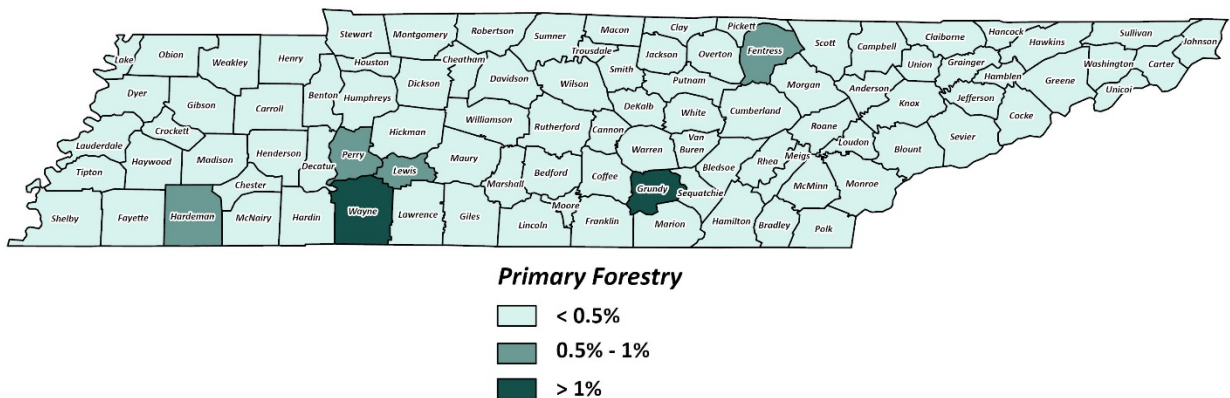 Lake
Obion
Weakley
Henry
Stewart
Montgomery
Robertson
Sumner
Macon
Clay
Pickett
Fentress
Scott
Campbell
Claiborne
Hancock
Hawkins
Sullivan
Johnson
Houston
Cheatham
Trousdale
Jackson
Overton
Union
Grainger
Washington
Carter
Dyer
Gibson
Carroll
Benton
Humphreys
Dickson
Davidson
Wilson
Smith
Putnam
Morgan
Anderson
Hamblen
Greene
Unicoi
Crockett
Williamson
DeKalb
White
Cumberland
Knox
Jefferson
Cocke
Lauderdale
Haywood
Madison
Henderson
Decatur
Perry
Hickman
Lewis
Maury
Rutherford
Cannon
Warren
Van
Buren
Bledsoe
Rhea
Meigs
Roane
Loudon
Blount
Sevier
Tipton
Chester
Marshall
Bedford
Coffee
Grundy
Sequatchie
McMinn
Monroe
Shelby
Fayette
Hardeman
McNairy
Hardin
Wayne
Lawrence
Giles
Lincoln
Moore
Franklin
Marion
Hamilton
Bradley
Polk
Primary Forestry
< 0.5%
0.5% - 1%
> 1%